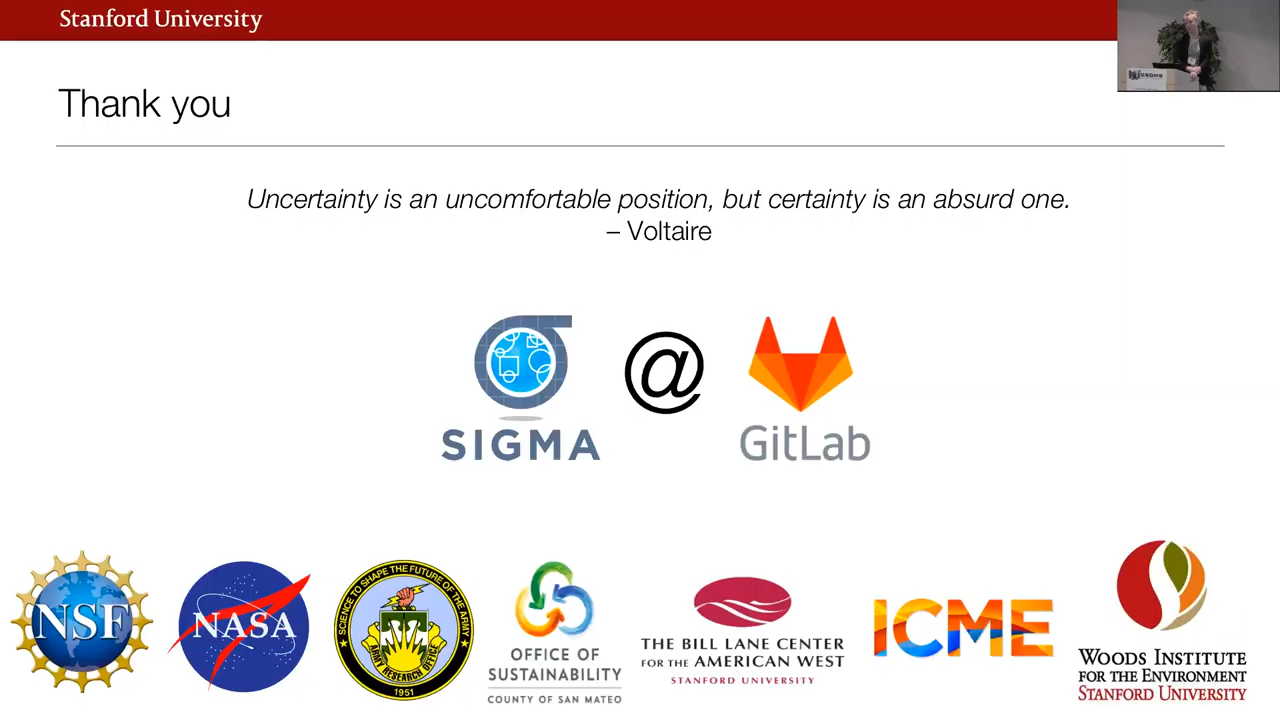 Stanford University
CSDMS
Thank you
Uncertainty is an uncomfortable position, but certainty is an absurd one.
– Voltaire
SIGMA
@
GitLab
NSF
NASA
SCIENCE TO SHAPE THE FUTURE OF THE ARMY
ARMY RESEARCH OFFICE
1951
OFFICE OF
SUSTAINABILITY
COUNTY OF SAN MATEO
THE BILL LANE CENTER
FOR THE AMERICAN WEST
STANFORD UNIVERSITY
ICME
WOODS INSTITUTE
FOR THE ENVIRONMENT
STANFORD UNIVERSITY